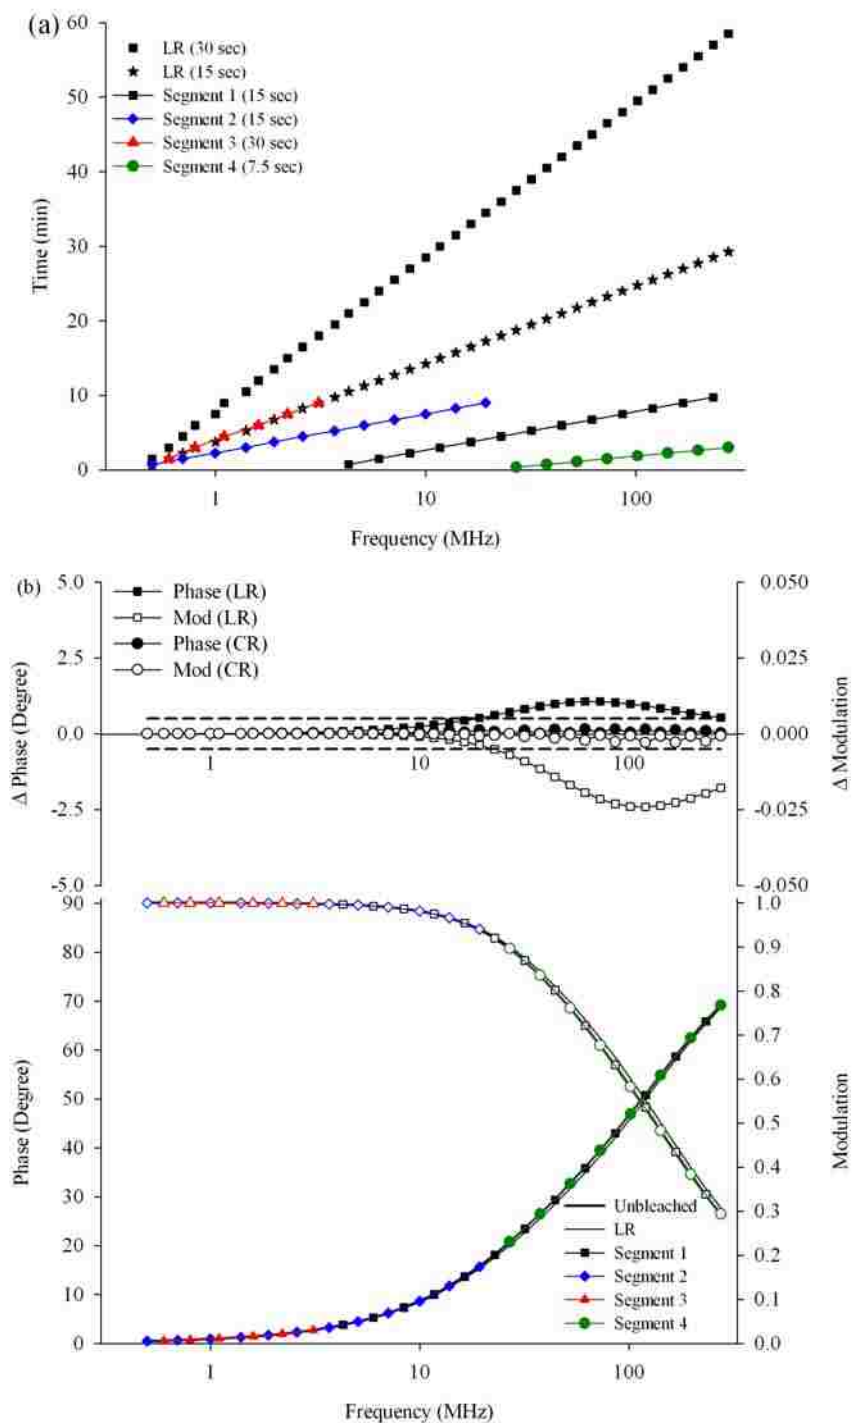 (a)
60
50
40
30
20
10
0
Time (min)
LR (30 sec)
LR (15 sec)
Segment 1 (15 sec)
Segment 2 (15 sec)
Segment 3 (30 sec)
Segment 4 (7.5 sec)
1 10 100
Frequency (MHz)
(b)
5.0
2.5
0.0
-2.5
-5.0
Δ Phase (Degree)
Phase (LR)
Mod (LR)
Phase (CR)
Mod (CR)
1 10 100
0.050
0.025
0.000
-0.025
-0.050
Δ Modulation
90
80
70
60
50
40
30
20
10
0
Phase (Degree)
Unbleached
LR
Segment 1
Segment 2
Segment 3
Segment 4
1.0
0.9
0.8
0.7
0.6
0.5
0.4
0.3
0.2
0.1
0.0
Modulation
1 10 100
Frequency (MHz)